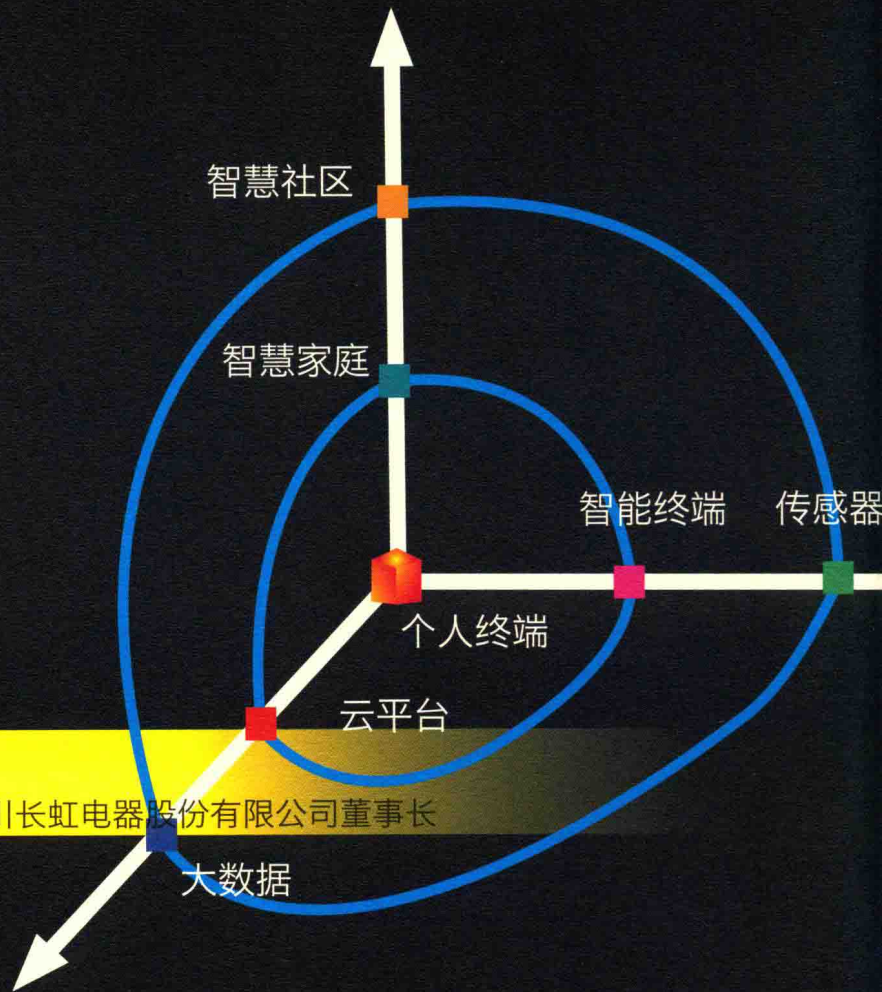 智慧社区
智慧家庭
智能终端
传感器
个人终端
云平台
川长虹电器股份有限公司董事长
大数据